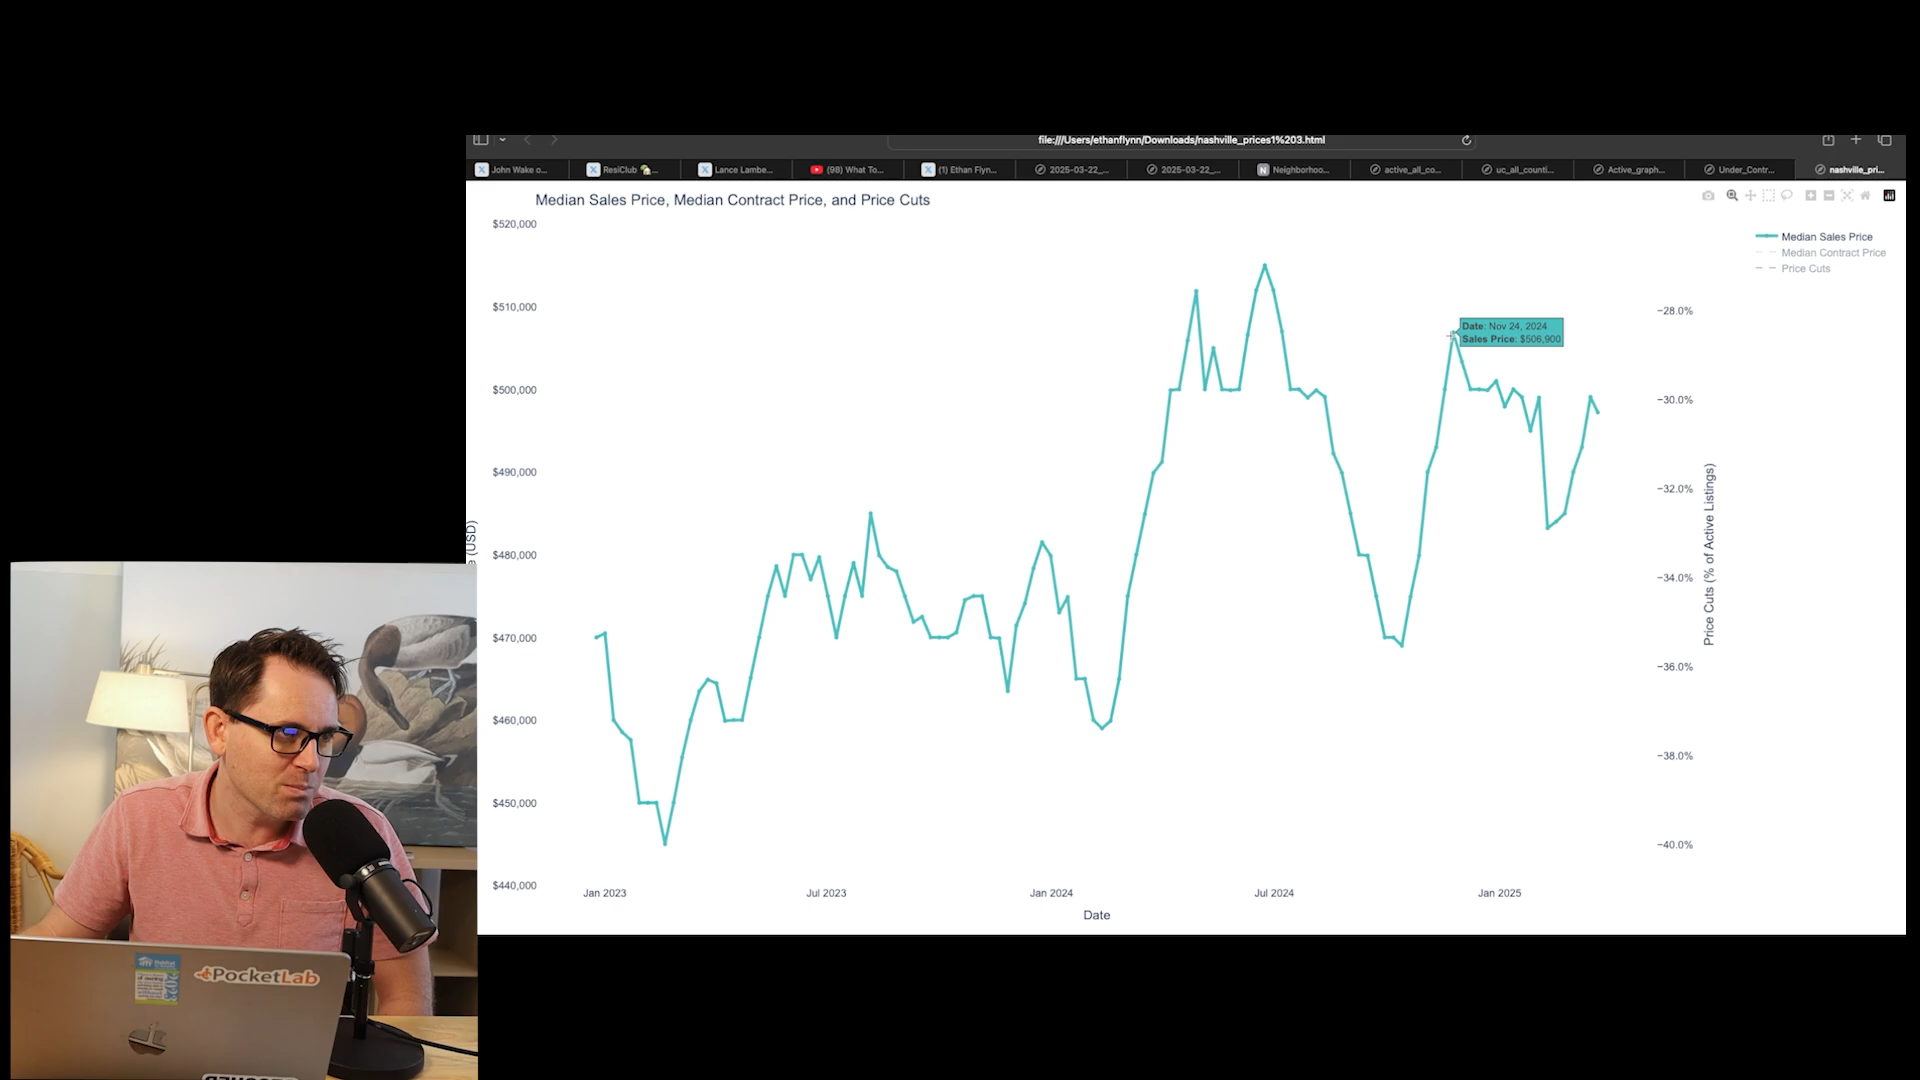 file:///Users/ethanflynn/Downloads/nashville_prices1%203.html
John Wake o...
ResiClub 🏡...
Lance Lambe...
(98) What To...
(1) Ethan Flyn...
2025-03-22_...
2025-03-22_...
N Neighborhoo...
active_all_co...
uc_all_counti...
Active_graph...
Under_Contr...
nashville_pri...
Median Sales Price, Median Contract Price, and Price Cuts
$520,000
$510,000
$500,000
$490,000
$480,000
$470,000
$460,000
$450,000
$440,000
(USD)
Median Sales Price
Median Contract Price
Price Cuts
Date: Nov 24, 2024
Sales Price: $506,900
−28.0%
−30.0%
−32.0%
−34.0%
−36.0%
−38.0%
−40.0%
Price Cuts (% of Active Listings)
Jan 2023
Jul 2023
Jan 2024
Jul 2024
Jan 2025
Date
PocketLab